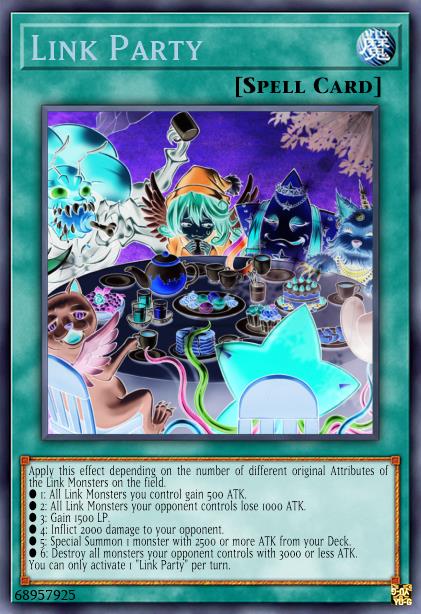 Link Party
魔
[Spell Card]
Apply this effect depending on the number of different original Attributes of
the Link Monsters on the field.
● 1: All Link Monsters you control gain 500 ATK.
● 2: All Link Monsters your opponent controls lose 1000 ATK.
● 3: Gain 1500 LP.
● 4: Inflict 2000 damage to your opponent.
● 5: Special Summon 1 monster with 2500 or more ATK from your Deck.
● 6: Destroy all monsters your opponent controls with 3000 or less ATK.
You can only activate 1 "Link Party" per turn.
68957925